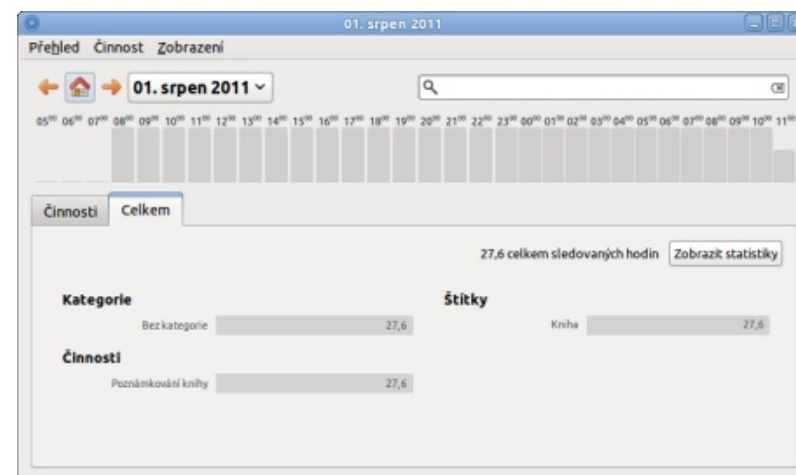 01. srpen 2011
Přehled Činnost Zobrazení
01. srpen 2011
05⁰⁰ 06⁰⁰ 07⁰⁰ 08⁰⁰ 09⁰⁰ 10⁰⁰ 11⁰⁰ 12⁰⁰ 13⁰⁰ 14⁰⁰ 15⁰⁰ 16⁰⁰ 17⁰⁰ 18⁰⁰ 19⁰⁰ 20⁰⁰ 21⁰⁰ 22⁰⁰ 23⁰⁰ 00⁰⁰ 01⁰⁰ 02⁰⁰ 03⁰⁰ 04⁰⁰ 05⁰⁰ 06⁰⁰ 07⁰⁰ 08⁰⁰ 09⁰⁰ 10⁰⁰ 11⁰⁰
Činnosti Celkem
27,6 celkem sledovaných hodin Zobrazit statistiky
Kategorie Štítky
Bez kategorie 27,6 Kniha 27,6
Činnosti
Poznámkování knihy 27,6